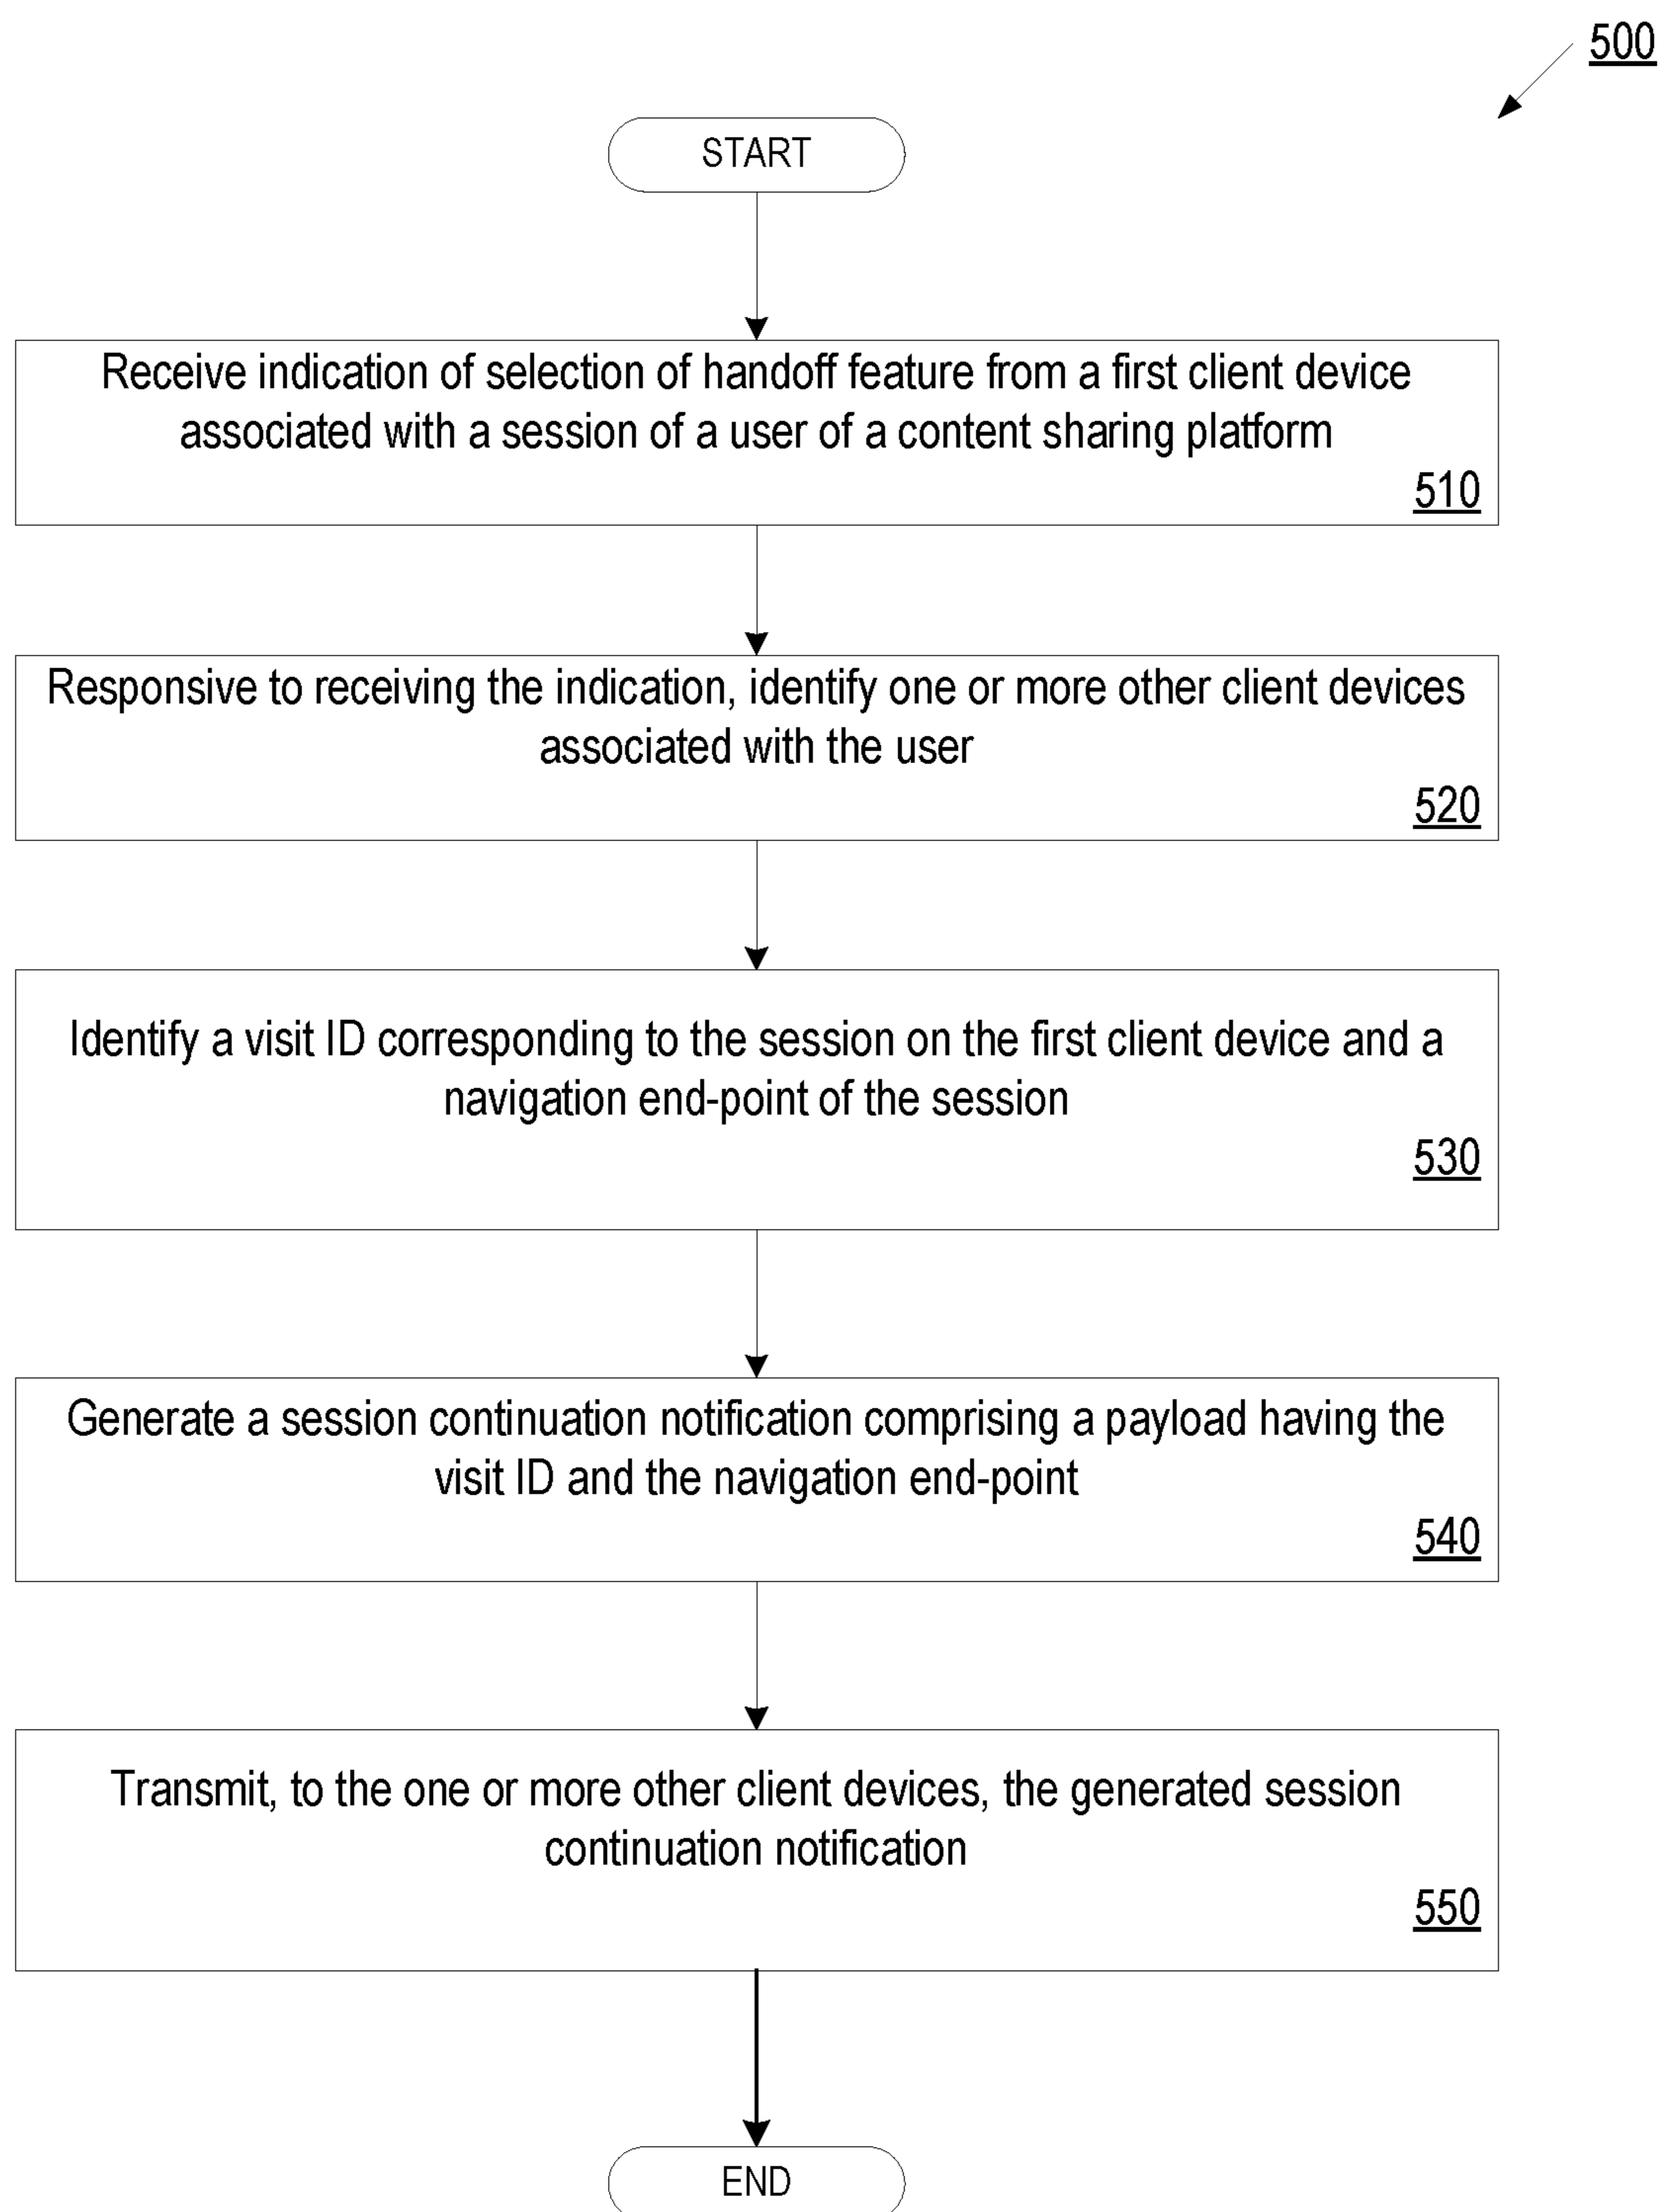 500
START
Receive indication of selection of handoff feature from a first client device
associated with a session of a user of a content sharing platform
510
Responsive to receiving the indication, identify one or more other client devices
associated with the user
520
Identify a visit ID corresponding to the session on the first client device and a
navigation end-point of the session
530
Generate a session continuation notification comprising a payload having the
visit ID and the navigation end-point
540
Transmit, to the one or more other client devices, the generated session
continuation notification
550
END